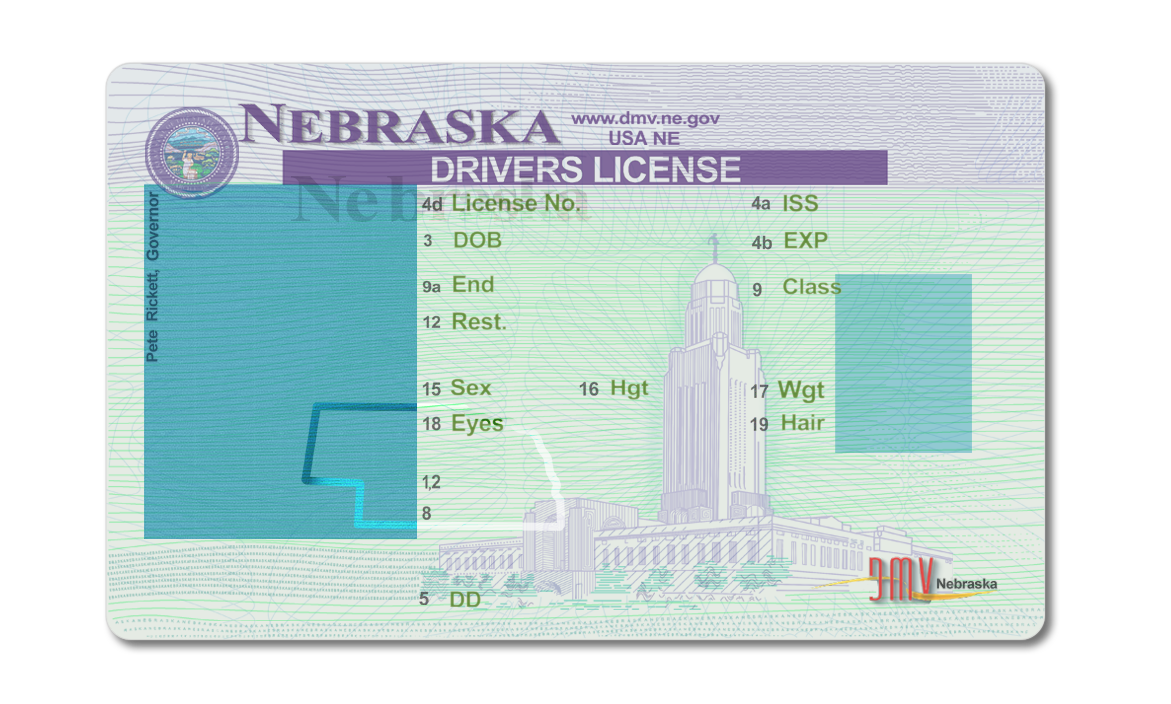 NEBRASKA
www.dmv.ne.gov
USA NE
DRIVERS LICENSE
Nebraska
Pete Rickett, Governor
4d License No.
4a ISS
3 DOB
4b EXP
9a End
9 Class
12 Rest.
15 Sex
16 Hgt
17 Wgt
18 Eyes
19 Hair
1,2
8
5 DD
DMV Nebraska